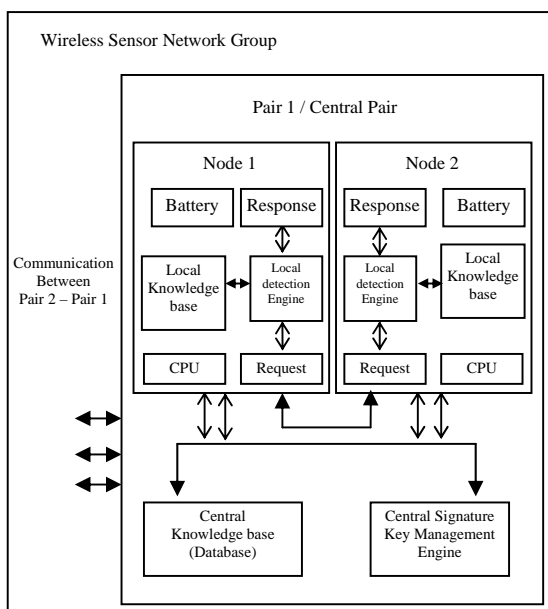 Wireless Sensor Network Group
Pair 1 / Central Pair
Node 1
Battery
Response
Local
Knowledge
base
Local
detection
Engine
CPU
Request
Node 2
Response
Battery
Local
detection
Engine
Local
Knowledge
base
Request
CPU
Communication
Between
Pair 2 – Pair 1
Central
Knowledge base
(Database)
Central Signature
Key Management
Engine